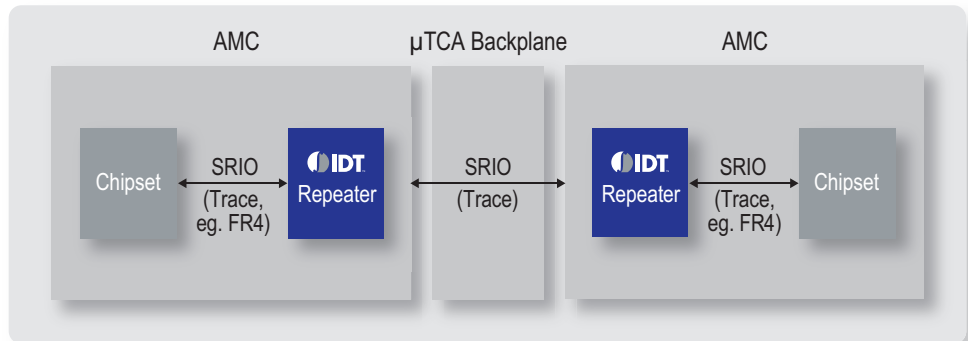 AMC
µTCA Backplane
AMC
Chipset
SRIO
(Trace,
eg. FR4)
IDT
Repeater
SRIO
(Trace)
IDT
Repeater
SRIO
(Trace,
eg. FR4)
Chipset